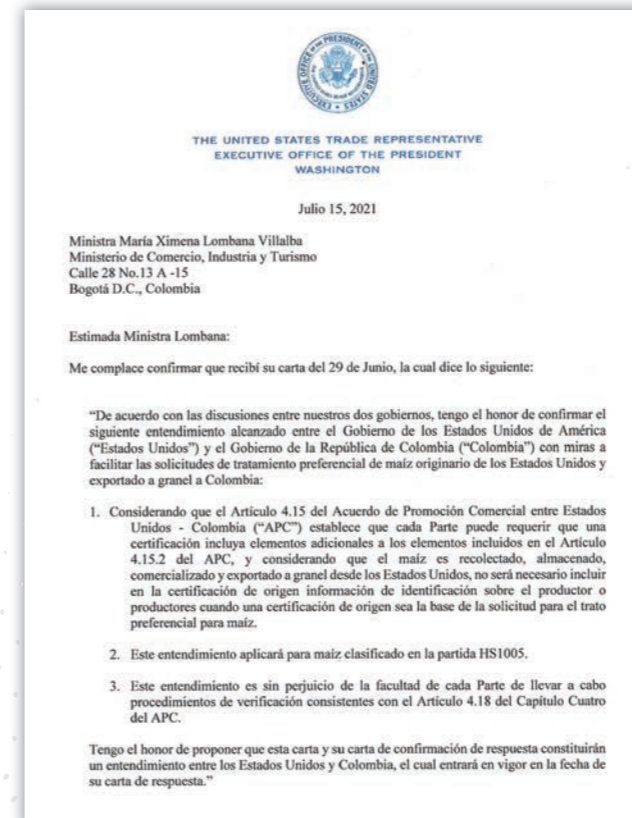 THE UNITED STATES TRADE REPRESENTATIVE
EXECUTIVE OFFICE OF THE PRESIDENT
WASHINGTON
Julio 15, 2021
Ministra María Ximena Lombana Villalba
Ministerio de Comercio, Industria y Turismo
Calle 28 No.13 A -15
Bogotá D.C., Colombia
Estimada Ministra Lombana:
Me complace confirmar que recibí su carta del 29 de Junio, la cual dice lo siguiente:
“De acuerdo con las discusiones entre nuestros dos gobiernos, tengo el honor de confirmar el
siguiente entendimiento alcanzado entre el Gobierno de los Estados Unidos de América
(“Estados Unidos”) y el Gobierno de la República de Colombia (“Colombia”) con miras a
facilitar las solicitudes de tratamiento preferencial de maíz originario de los Estados Unidos y
exportado a granel a Colombia:
1. Considerando que el Artículo 4.15 del Acuerdo de Promoción Comercial entre Estados
Unidos - Colombia (“APC”) establece que cada Parte puede requerir que una
certificación incluya elementos adicionales a los elementos incluidos en el Artículo
4.15.2 del APC, y considerando que el maíz es recolectado, almacenado,
comercializado y exportado a granel desde los Estados Unidos, no será necesario incluir
en la certificación de origen información de identificación sobre el productor o
productores cuando una certificación de origen sea la base de la solicitud para el trato
preferencial para maíz.
2. Este entendimiento aplicará para maíz clasificado en la partida HS1005.
3. Este entendimiento es sin perjuicio de la facultad de cada Parte de llevar a cabo
procedimientos de verificación consistentes con el Artículo 4.18 del Capítulo Cuatro
del APC.
Tengo el honor de proponer que esta carta y su carta de confirmación de respuesta constituirán
un entendimiento entre los Estados Unidos y Colombia, el cual entrará en vigor en la fecha de
su carta de respuesta.”